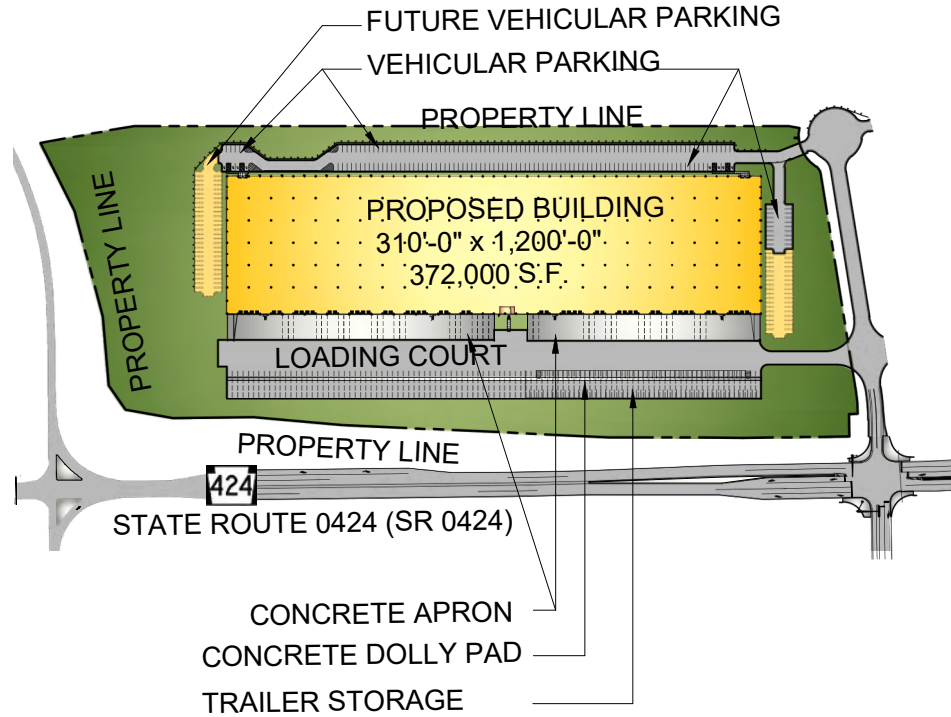 FUTURE VEHICULAR PARKING
VEHICULAR PARKING
PROPERTY LINE
PROPERTY LINE
PROPOSED BUILDING
310'-0" x 1,200'-0"
372,000 S.F.
LOADING COURT
PROPERTY LINE
424
STATE ROUTE 0424 (SR 0424)
CONCRETE APRON
CONCRETE DOLLY PAD
TRAILER STORAGE